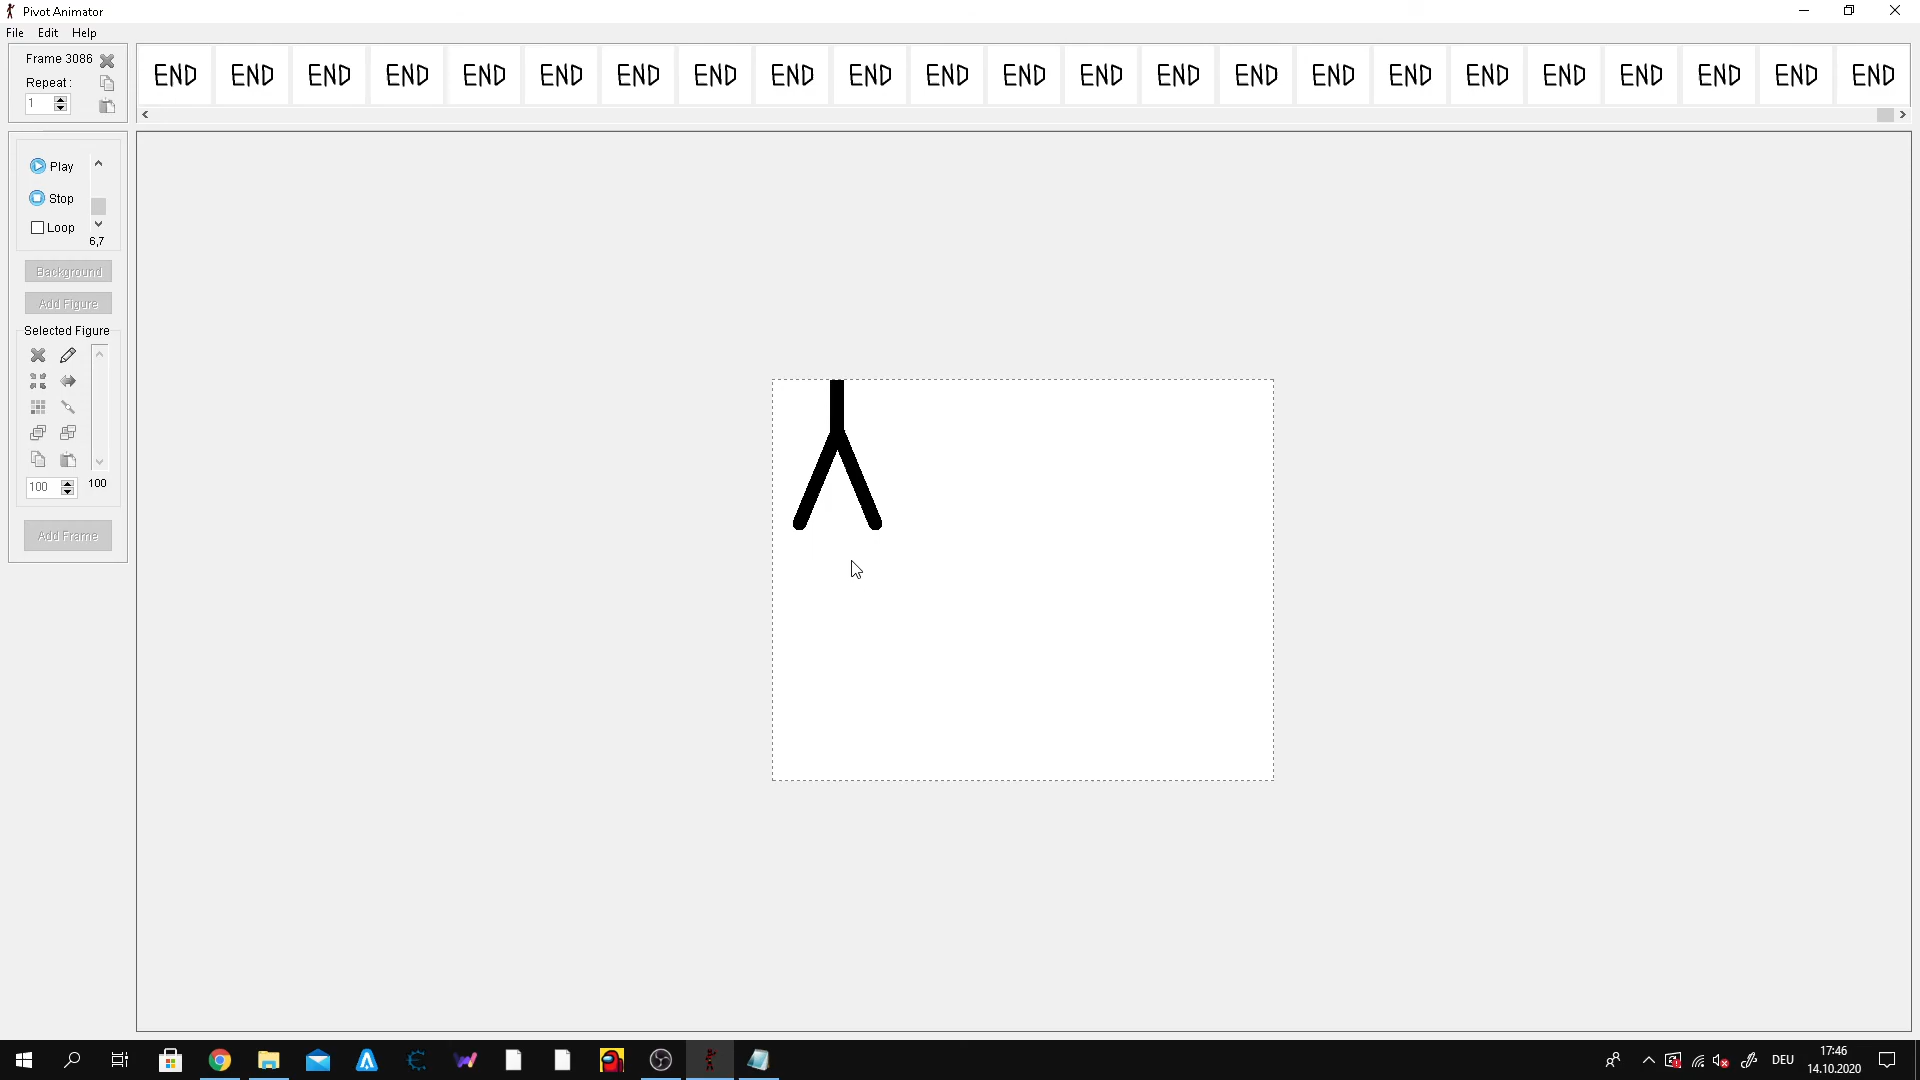 Pivot Animator
File Edit Help
Frame 3086
Repeat :
1
END END END END END END END END END END END END END END END END END END END END END END END
Play
Stop
Loop
6,7
Background
Add Figure
Selected Figure
100 100
Add Frame
DEU
17:46
14.10.2020